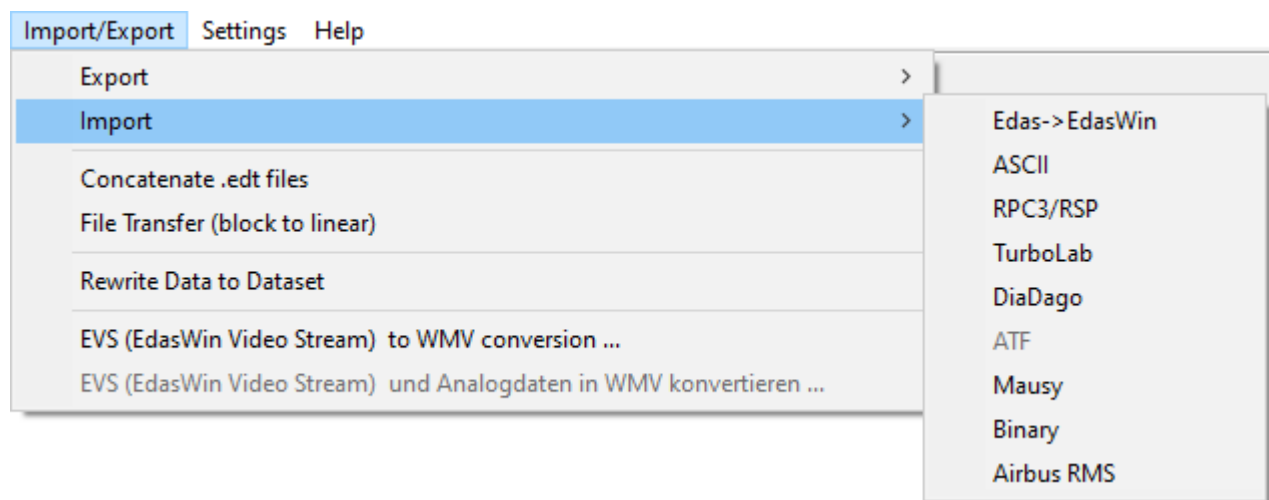 Import/Export Settings Help
Export
Import
Concatenate .edt files
File Transfer (block to linear)
Rewrite Data to Dataset
EVS (EdasWin Video Stream)  to WMV conversion ...
EVS (EdasWin Video Stream)  und Analogdaten in WMV konvertieren ...
Edas->EdasWin
ASCII
RPC3/RSP
TurboLab
DiaDago
ATF
Mausy
Binary
Airbus RMS